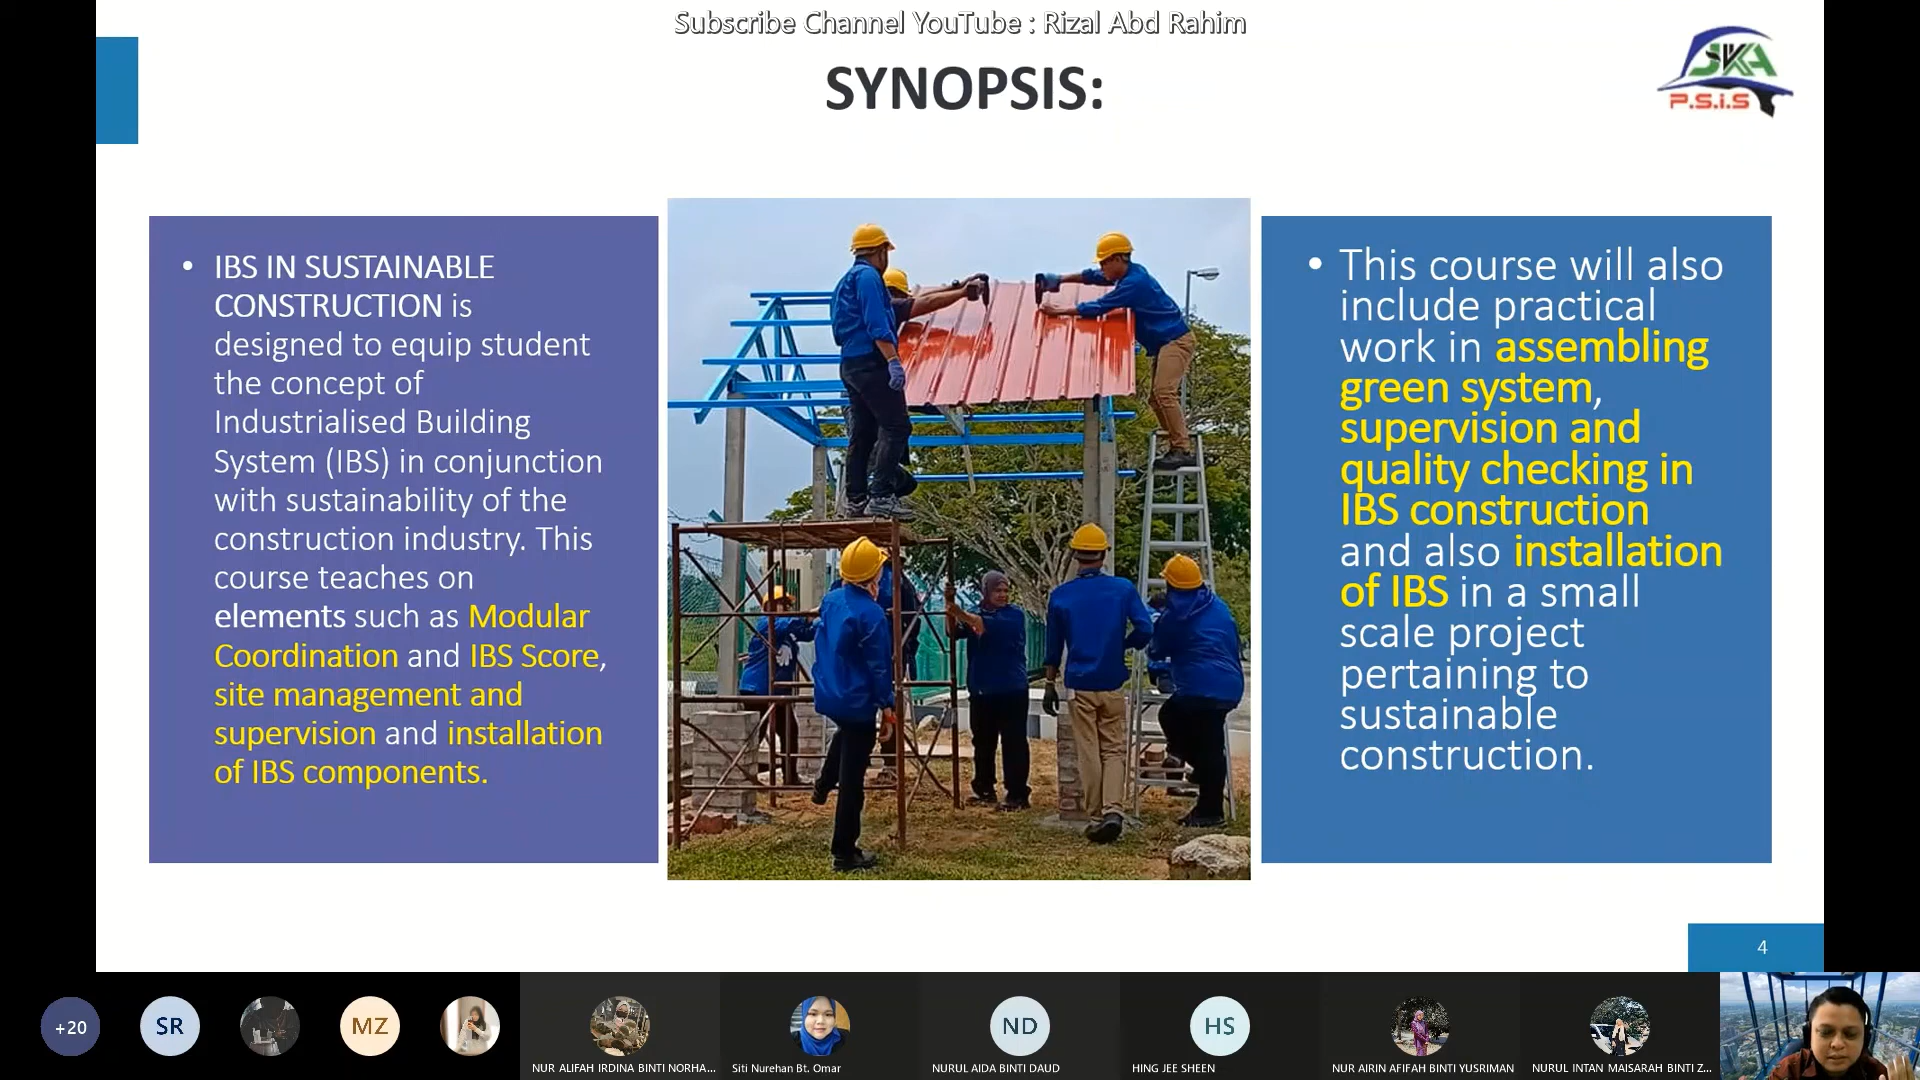 Subscribe Channel YouTube : Rizal Abd Rahim
SYNOPSIS:
JKA
P.S.i.S
• IBS IN SUSTAINABLE
CONSTRUCTION is
designed to equip student
the concept of
Industrialised Building
System (IBS) in conjunction
with sustainability of the
construction industry. This
course teaches on
elements such as Modular
Coordination and IBS Score,
site management and
supervision and installation
of IBS components.
• This course will also
include practical
work in assembling
green system,
supervision and
quality checking in
IBS construction
and also installation
of IBS in a small
scale project
pertaining to
sustainable
construction.
4
+20
SR
MZ
NUR ALIFAH IRDINA BINTI NORHA...
Siti Nurehan Bt. Omar
ND
NURUL AIDA BINTI DAUD
HS
HING JEE SHEEN
NUR AIRIN AFIFAH BINTI YUSRIMAN
NURUL INTAN MAISARAH BINTI Z...